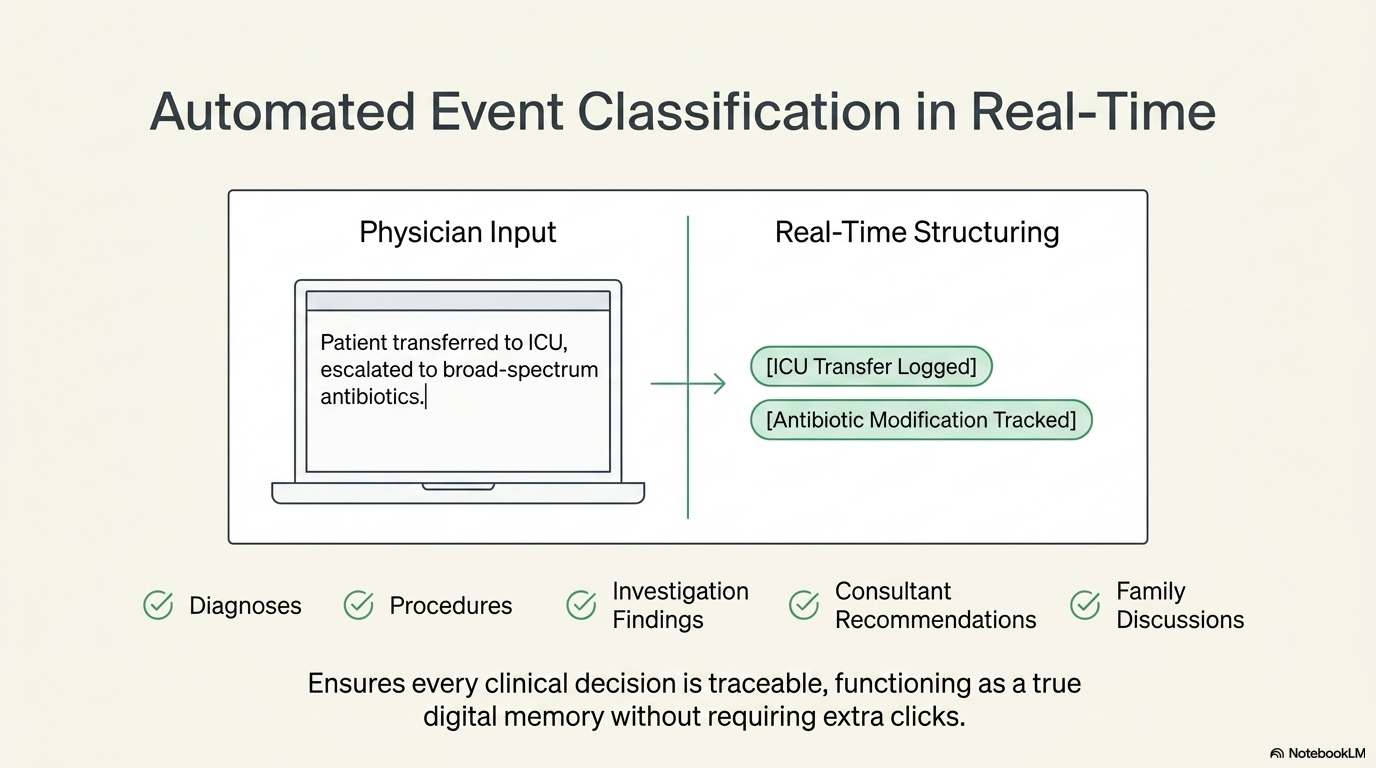 Automated Event Classification in Real-Time
Physician Input
Real-Time Structuring
Patient transferred to ICU,
escalated to broad-spectrum
antibiotics.
[ICU Transfer Logged]
[Antibiotic Modification Tracked]
Diagnoses
Procedures
Investigation
Findings
Consultant
Recommendations
Family
Discussions
Ensures every clinical decision is traceable, functioning as a true
digital memory without requiring extra clicks.
NotebookLM